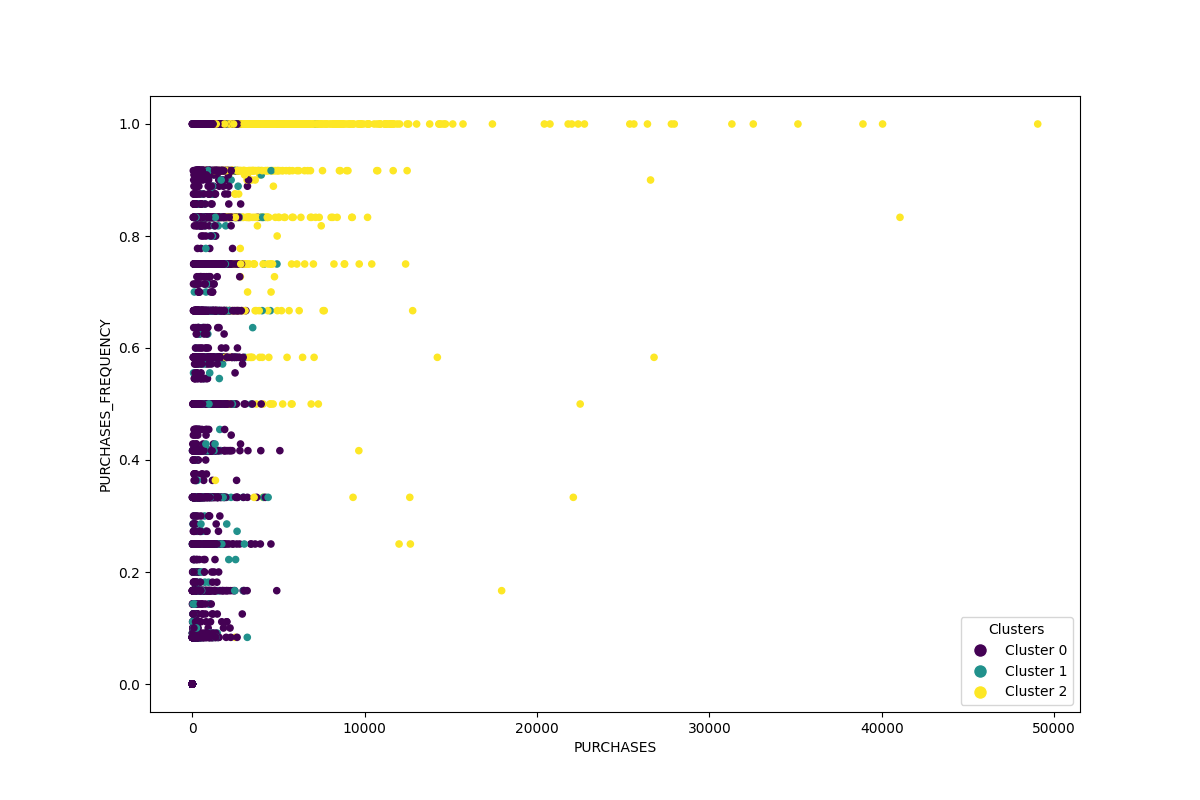 1.0
0.8
0.6
0.4
0.2
0.0
PURCHASES_FREQUENCY
0 10000 20000 30000 40000 50000
PURCHASES
Clusters
Cluster 0
Cluster 1
Cluster 2